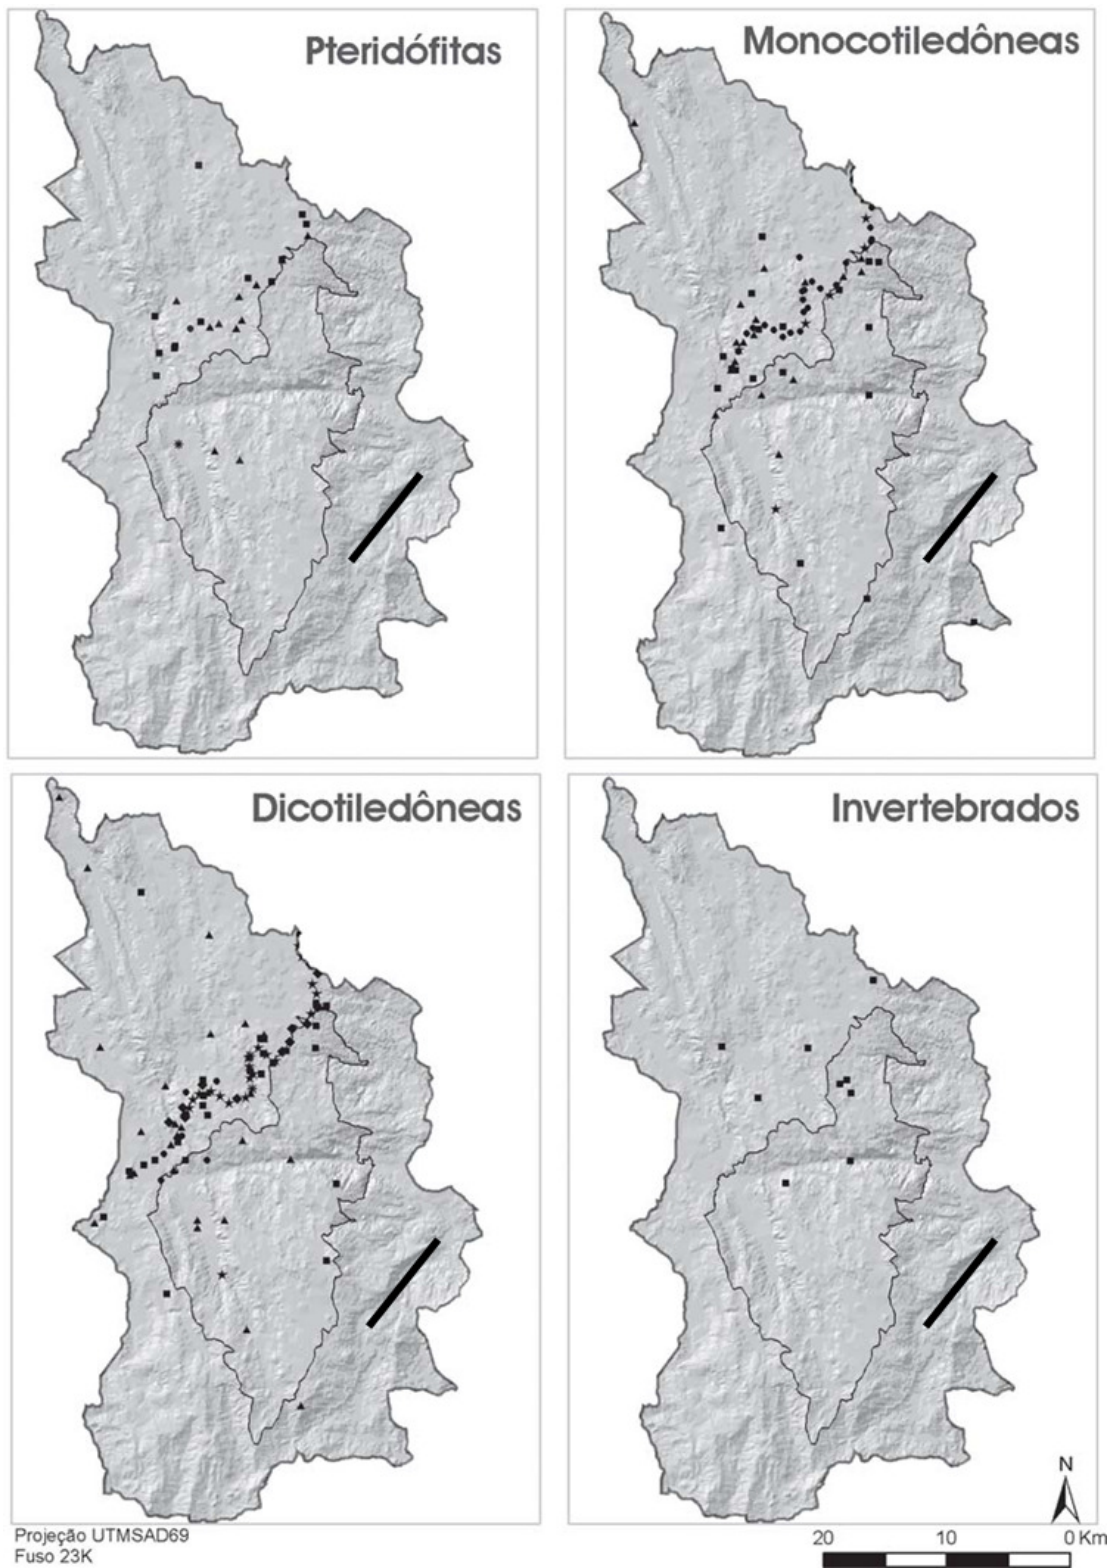 Pteridófitas
Monocotiledôneas
Dicotiledôneas
Invertebrados
N
Projeção UTMSAD69
Fuso 23K
20 10 0 Km